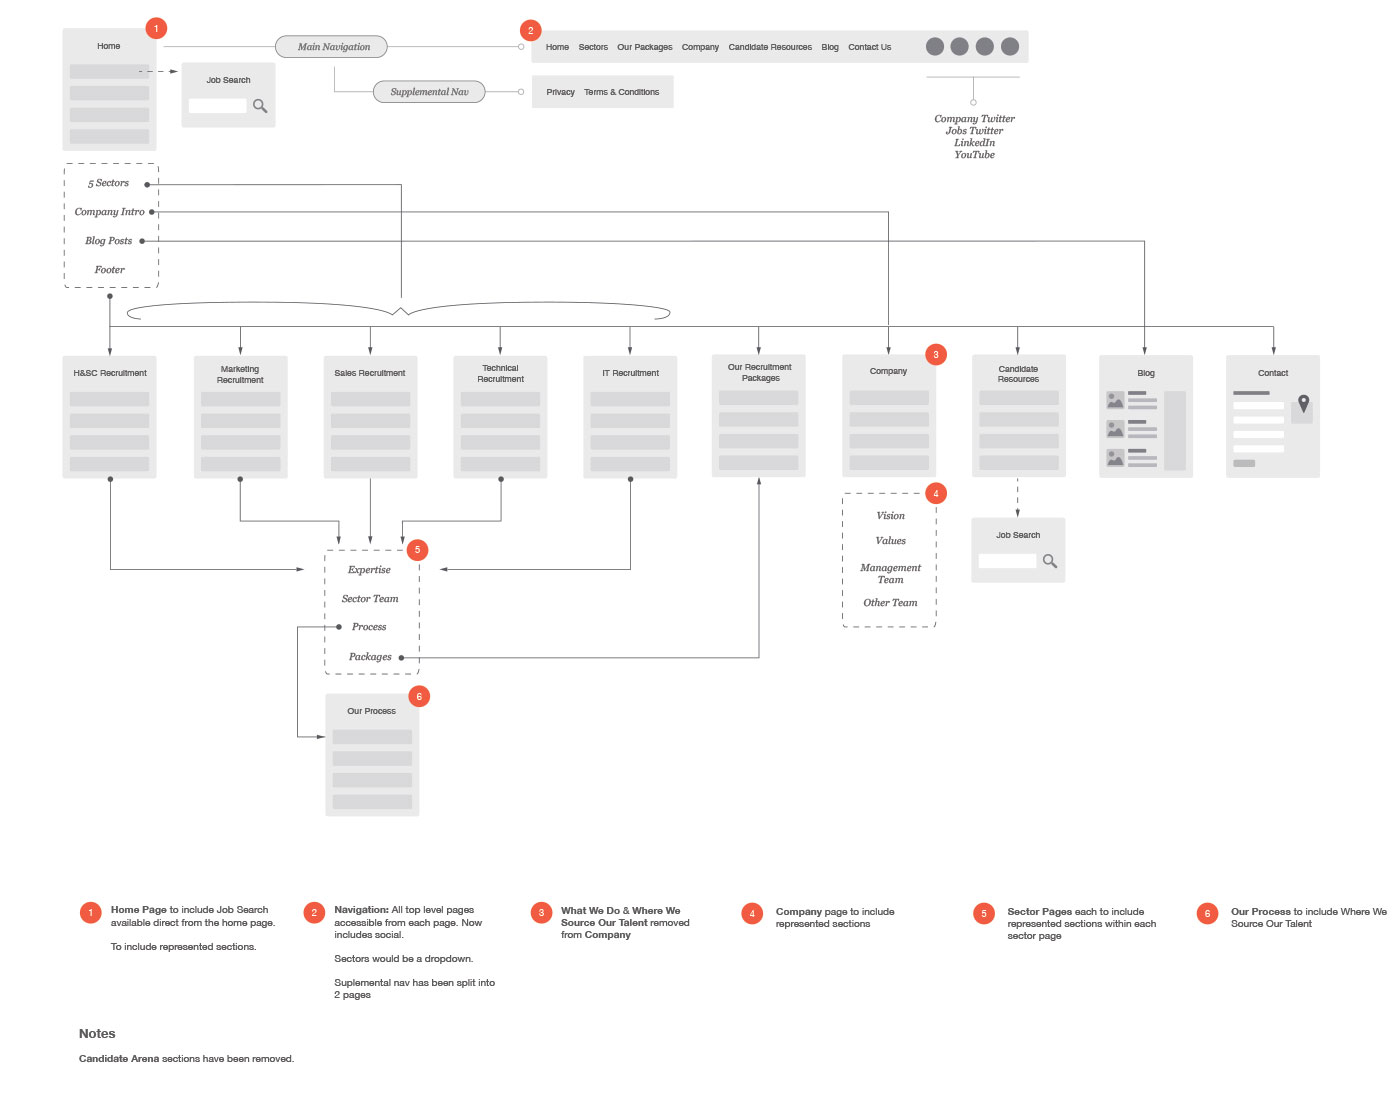 1
2
Home
Main Navigation
Home Sectors Our Packages Company Candidate Resources Blog Contact Us
Job Search
Supplemental Nav
Privacy Terms & Conditions
Company Twitter
Jobs Twitter
LinkedIn
YouTube
5 Sectors
Company Intro
Blog Posts
Footer
3
H&SC Recruitment
Marketing
Recruitment
Sales Recruitment
Technical
Recruitment
IT Recruitment
Our Recruitment
Packages
Company
Candidate
Resources
Blog
Contact
4
Vision
Values
Management
Team
Other Team
Job Search
5
Expertise
Sector Team
Process
Packages
6
Our Process
1
Home Page to include Job Search
available direct from the home page.
To include represented sections.
2
Navigation: All top level pages
accessible from each page. Now
includes social.
Sectors would be a dropdown.
Suplemental nav has been split into
2 pages
3
What We Do & Where We
Source Our Talent removed
from Company
4
Company page to include
represented sections
5
Sector Pages each to include
represented sections within each
sector page
6
Our Process to include Where We
Source Our Talent
Notes
Candidate Arena sections have been removed.